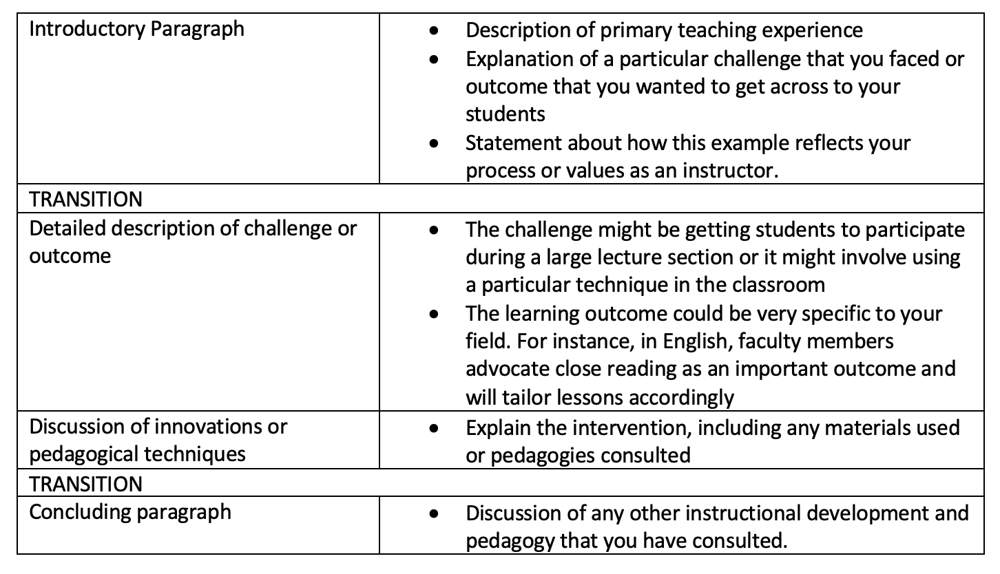 Introductory Paragraph
• Description of primary teaching experience
• Explanation of a particular challenge that you faced or
outcome that you wanted to get across to your
students
• Statement about how this example reflects your
process or values as an instructor.
TRANSITION
Detailed description of challenge or
outcome
• The challenge might be getting students to participate
during a large lecture section or it might involve using
a particular technique in the classroom
• The learning outcome could be very specific to your
field. For instance, in English, faculty members
advocate close reading as an important outcome and
will tailor lessons accordingly
Discussion of innovations or
pedagogical techniques
• Explain the intervention, including any materials used
or pedagogies consulted
TRANSITION
Concluding paragraph
• Discussion of any other instructional development and
pedagogy that you have consulted.